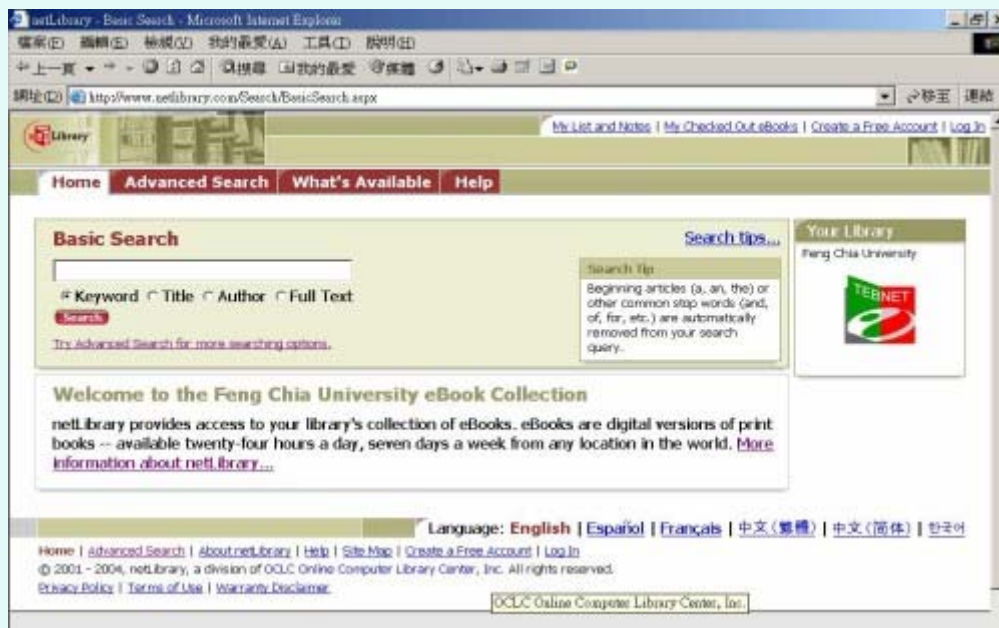 netLibrary - Basic Search - Microsoft Internet Explorer
檔案(F) 編輯(E) 檢視(V) 我的最愛(A) 工具(T) 說明(H)
上一頁 搜尋 我的最愛 媒體
網址(D) http://www.netlibrary.com/Search/BasicSearch.aspx 移至 連結
Library
My List and Notes | My Checked Out eBooks | Create a Free Account | Log In
Home Advanced Search What's Available Help
Basic Search
Search tips...
Keyword Title Author Full Text
Search
Try Advanced Search for more searching options.
Search Tip
Beginning articles (a, an, the) or
other common stop words (and,
of, for, etc.) are automatically
removed from your search
query.
Your Library
Feng Chia University
TEBNET
Welcome to the Feng Chia University eBook Collection
netLibrary provides access to your library's collection of eBooks. eBooks are digital versions of print
books -- available twenty-four hours a day, seven days a week from any location in the world. More
information about netLibrary...
Language: English | Español | Français | 中文(繁體) | 中文(简体) | 한국어
Home | Advanced Search | About netLibrary | Help | Site Map | Create a Free Account | Log In
© 2001 - 2004, netLibrary, a division of OCLC Online Computer Library Center, Inc. All rights reserved.
Privacy Policy | Terms of Use | Warranty Disclaimer
OCLC Online Computer Library Center, Inc.